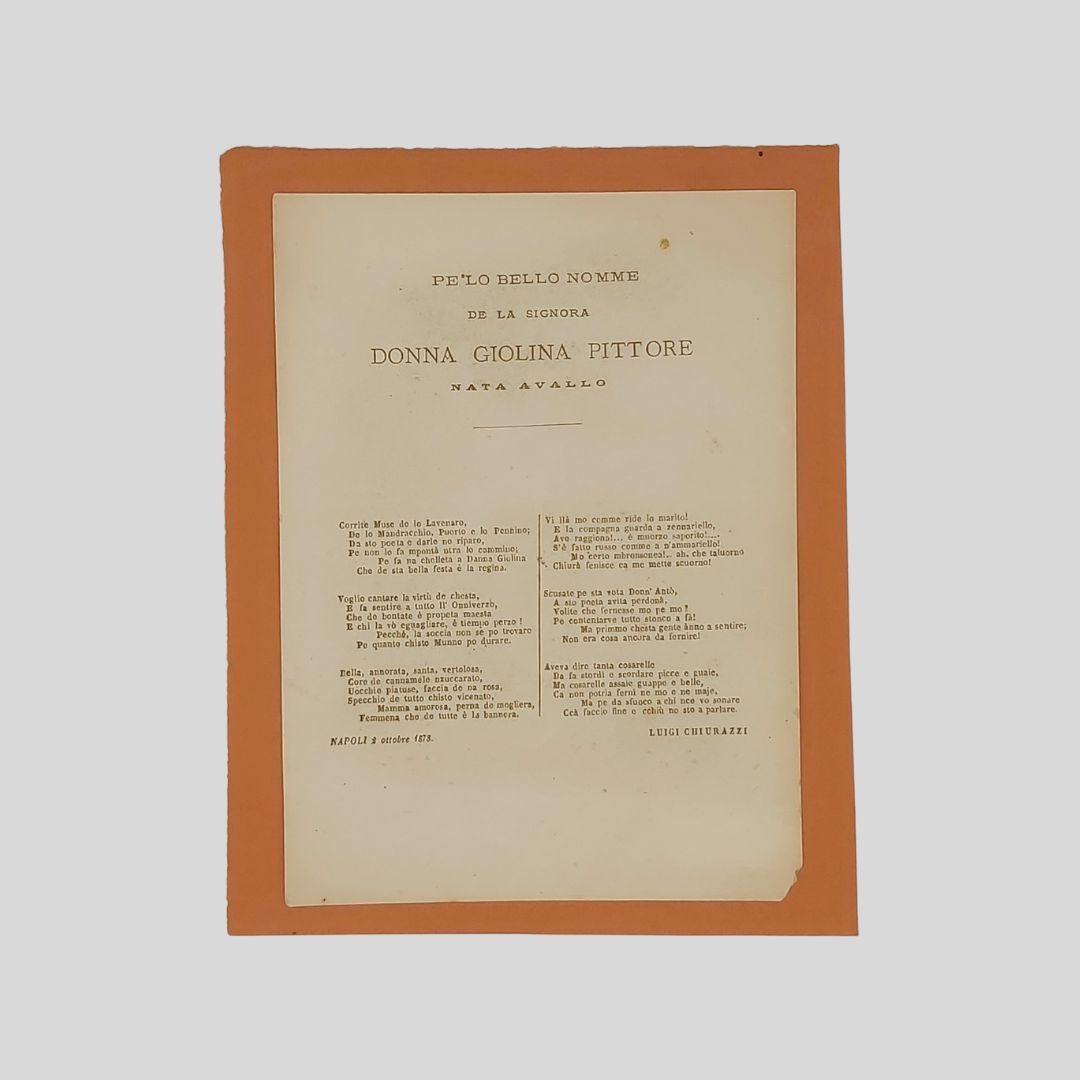 PE'LO BELLO NOMME
DE LA SIGNORA
DONNA GIOLINA PITTORE
NATA AVALLO
Corrite Muse de lo Lavenaro,
De lo Mandracchio, Puorto e lo Pennino;
Da sto poeta e darle no riparo,
Pe non lo fa mpontà ntra lo cammino;
Pe fa na chelleta a Danna Giolina
Che de sta bella festa è la regina.
Voglio cantare la virtù de chesta,
E fa sentire a tutto ll' Onniverzo,
Che de bontate è propeta maesta
E chi la vò eguagliare, è tiempo perzo !
Pecchè, la soccia non se po trovare
Pe quanto chisto Munno po durare.
Bella, annorata, santa, vertolosa,
Core de cannamele nzuccarato,
Uocchie piatuse, faccia de na rosa,
Specchio de tutto chisto vicenato,
Mamma amorosa, perna de mogliera,
Femmena che de tutte è la bannera.
NAPOLI 2 ottobre 1873.
Vi llà mo comme ride lo marito!
E la compagna guarda a zennariello,
Ave raggiona!... è muorzo saporito!....
S'è fatto russo comme a n'ammariello!
Mo certo mbronsonea!.. ah, che taluorno
Chiurà fenisce ca me mette scuorno!
Scusate pe sta vota Donn' Antò,
A sto poeta avita perdonà,
Volite che fernesse mo pe mo ?
Pe contentarve tutto stonco a fà!
Ma primmo chesta gente ànno a sentire;
Non era cosa ancora da fernire!
Aveva dire tanta cosarelle
Da fa stordì e scordare picce e guaie,
Ma cosarelle assaie guappe e belle,
Ca non potria fernì ne mo e ne maje,
Ma pe da sfuoco a chi nce vo sonare
Ccà faccio fine e cchiù no sto a parlare.
LUIGI CHIURAZZI